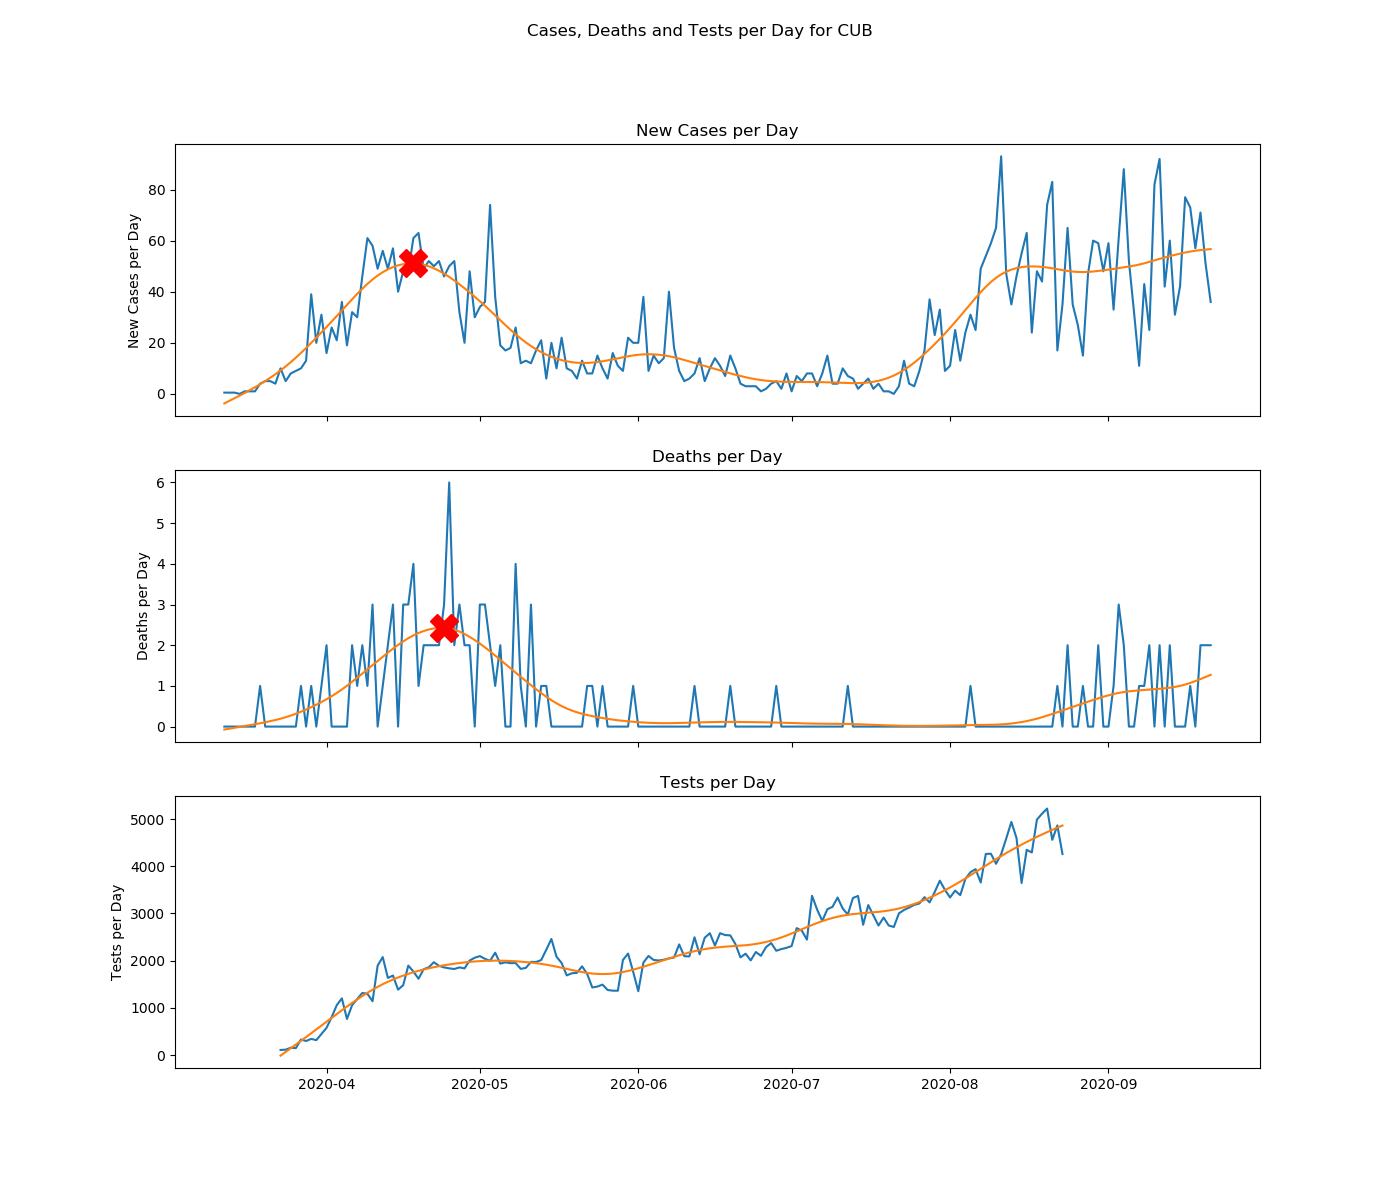 Cases, Deaths and Tests per Day for CUB
New Cases per Day
New Cases per Day
80
60
40
20
0
Deaths per Day
Deaths per Day
6
5
4
3
2
1
0
Tests per Day
Tests per Day
5000
4000
3000
2000
1000
0
2020-04 2020-05 2020-06 2020-07 2020-08 2020-09